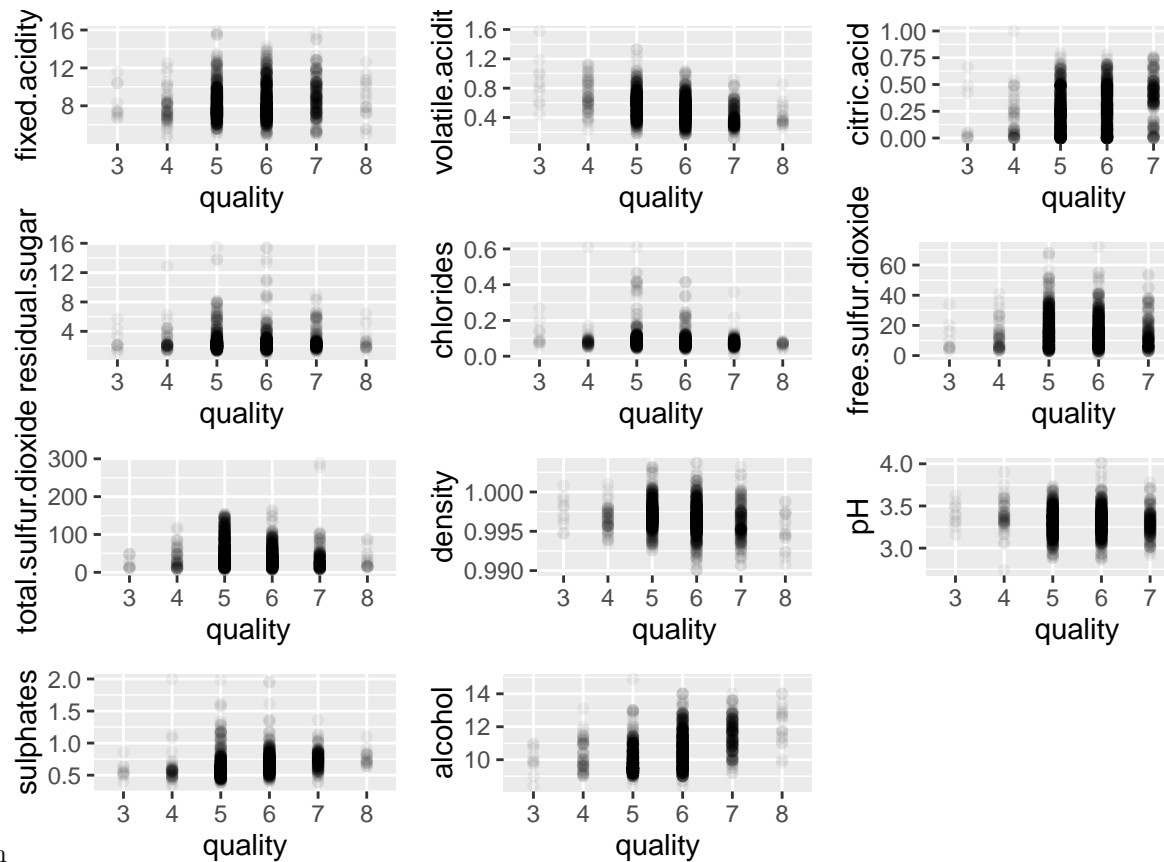 fixed.acidity
16
12
8
3 4 5 6 7 8
quality
volatile.acidit
1.6
1.2
0.8
0.4
3 4 5 6 7 8
quality
citric.acid
1.00
0.75
0.50
0.25
0.00
3 4 5 6 7
quality
residual.sugar
16
12
8
4
3 4 5 6 7 8
quality
chlorides
0.6
0.4
0.2
0.0
3 4 5 6 7 8
quality
free.sulfur.dioxide
60
40
20
0
3 4 5 6 7
quality
total.sulfur.dioxide
300
200
100
0
3 4 5 6 7 8
quality
density
1.000
0.995
0.990
3 4 5 6 7 8
quality
pH
4.0
3.5
3.0
3 4 5 6 7
quality
sulphates
2.0
1.5
1.0
0.5
3 4 5 6 7 8
quality
alcohol
14
12
10
3 4 5 6 7 8
quality